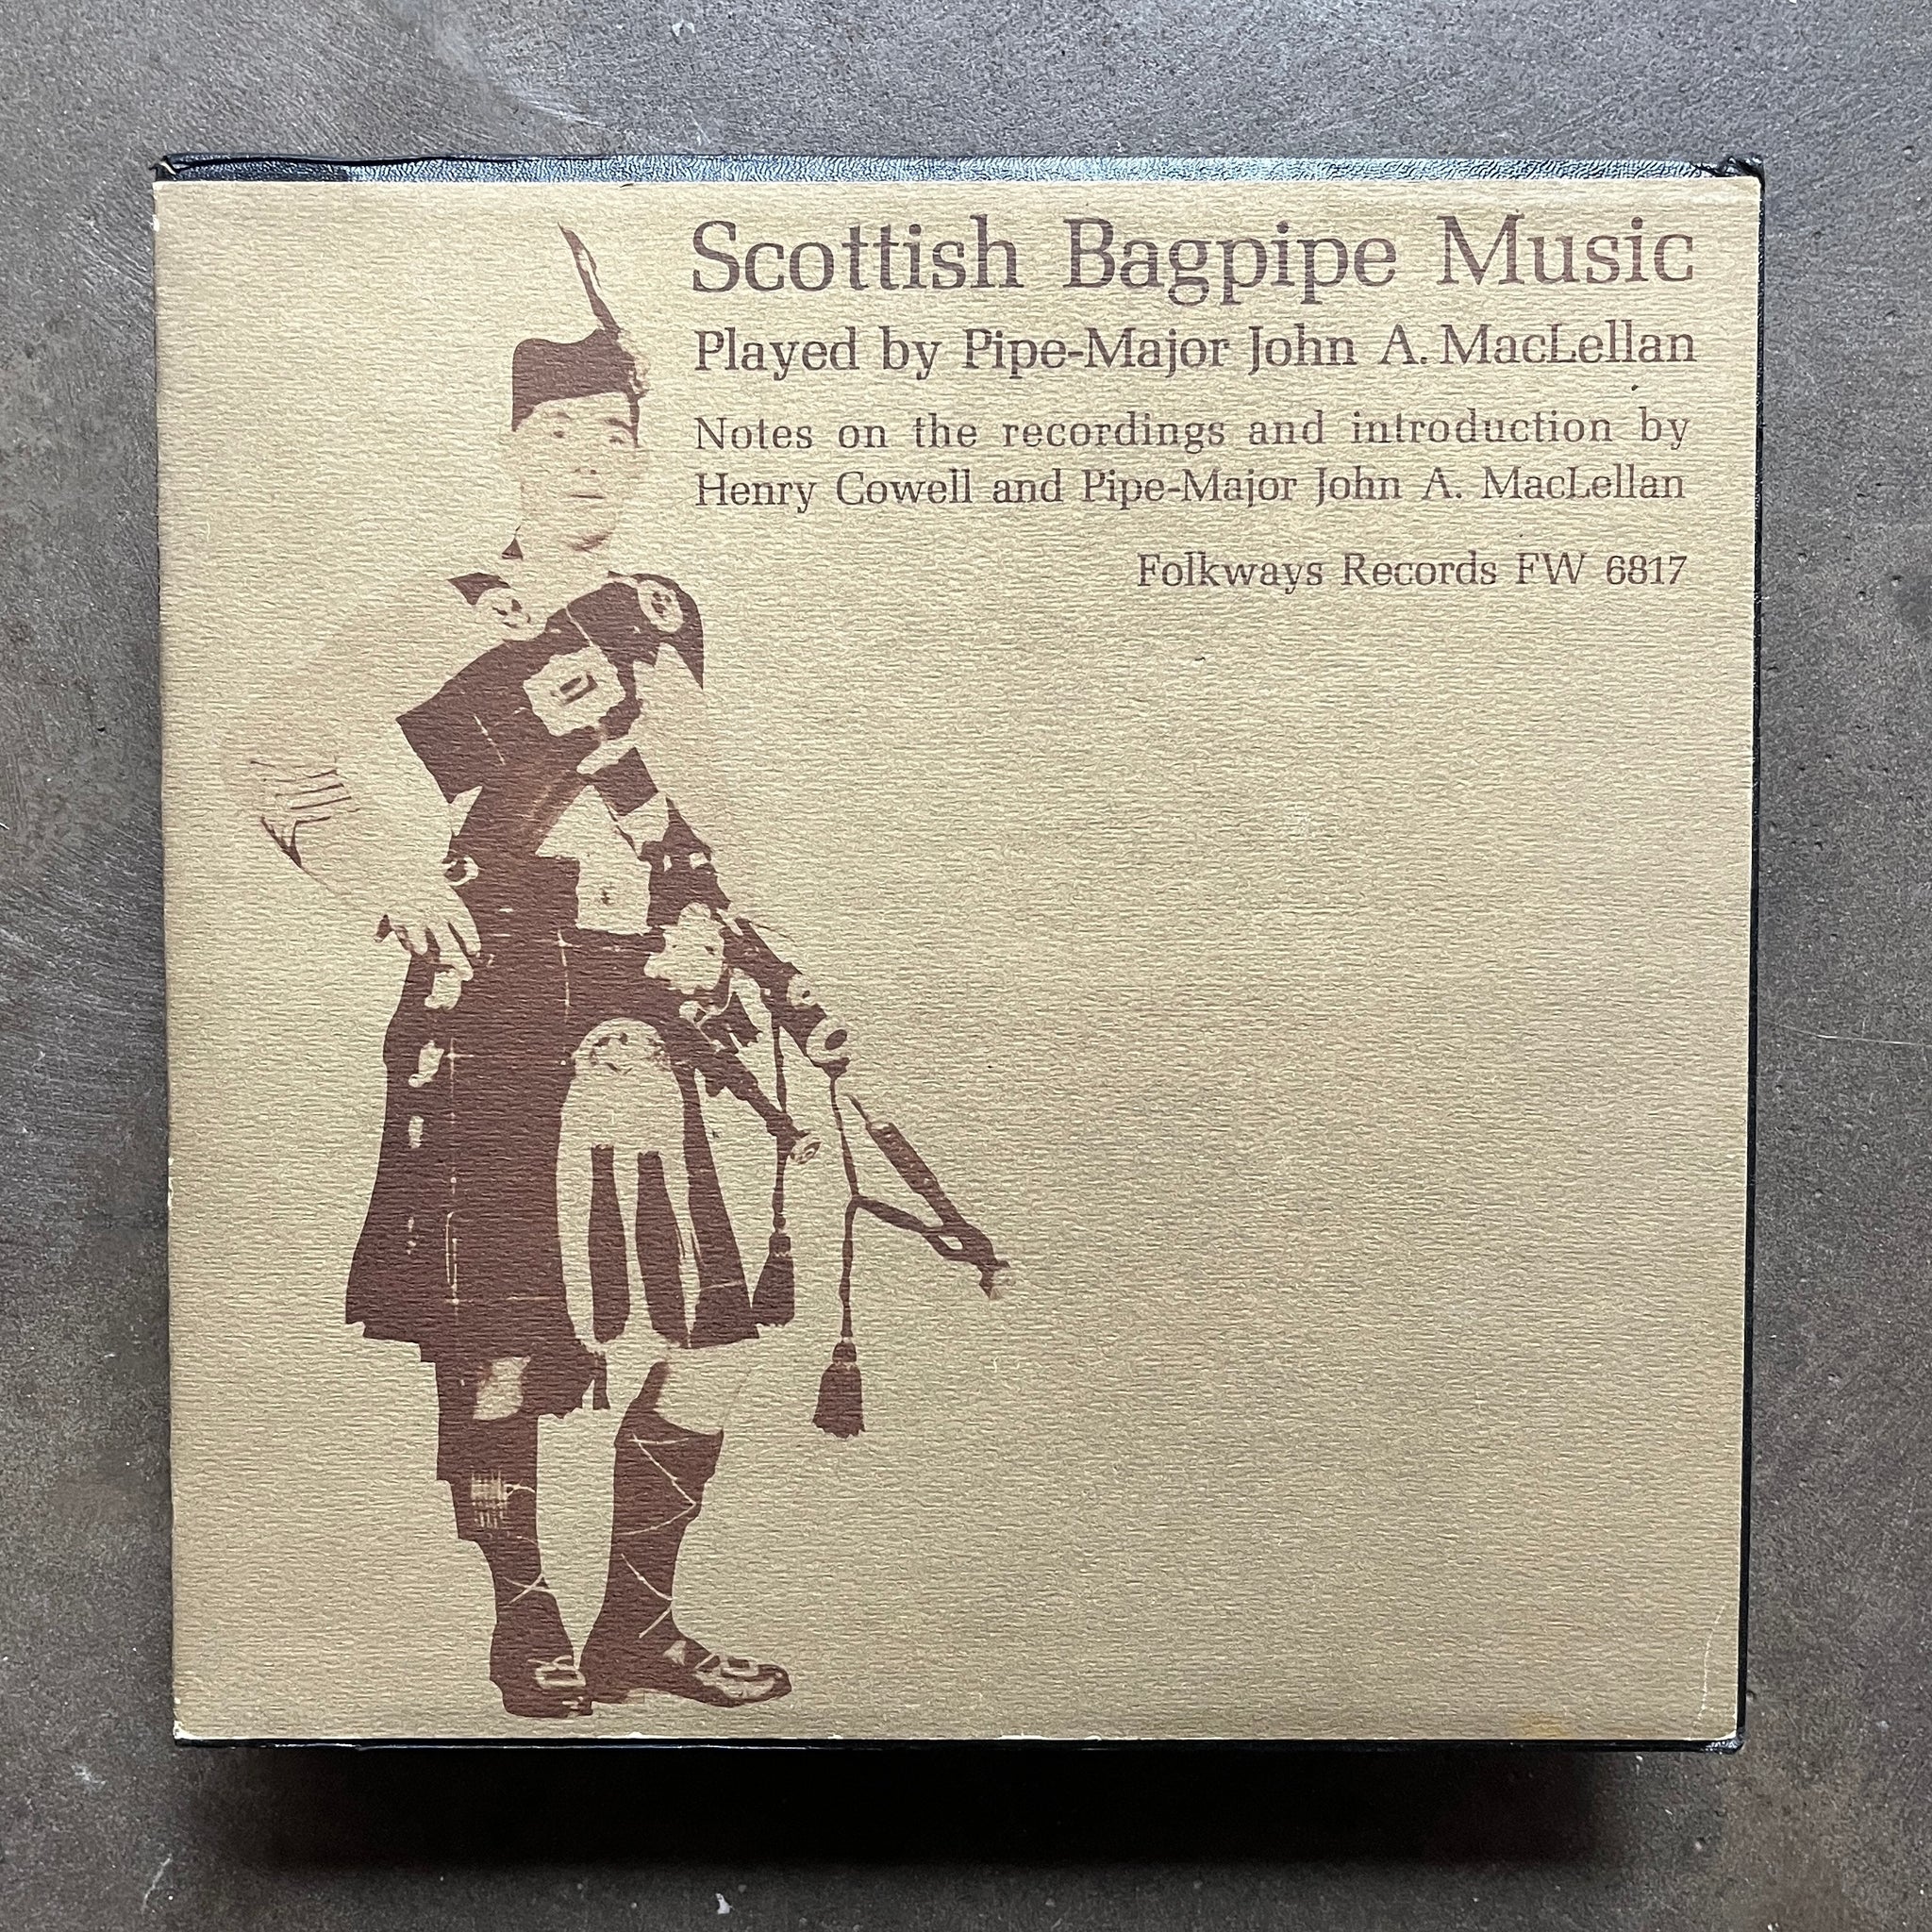 Scottish Bagpipe Music
Played by Pipe-Major John A. MacLellan
Notes on the recordings and introduction by
Henry Cowell and Pipe-Major John A. MacLellan
Folkways Records FW 6817